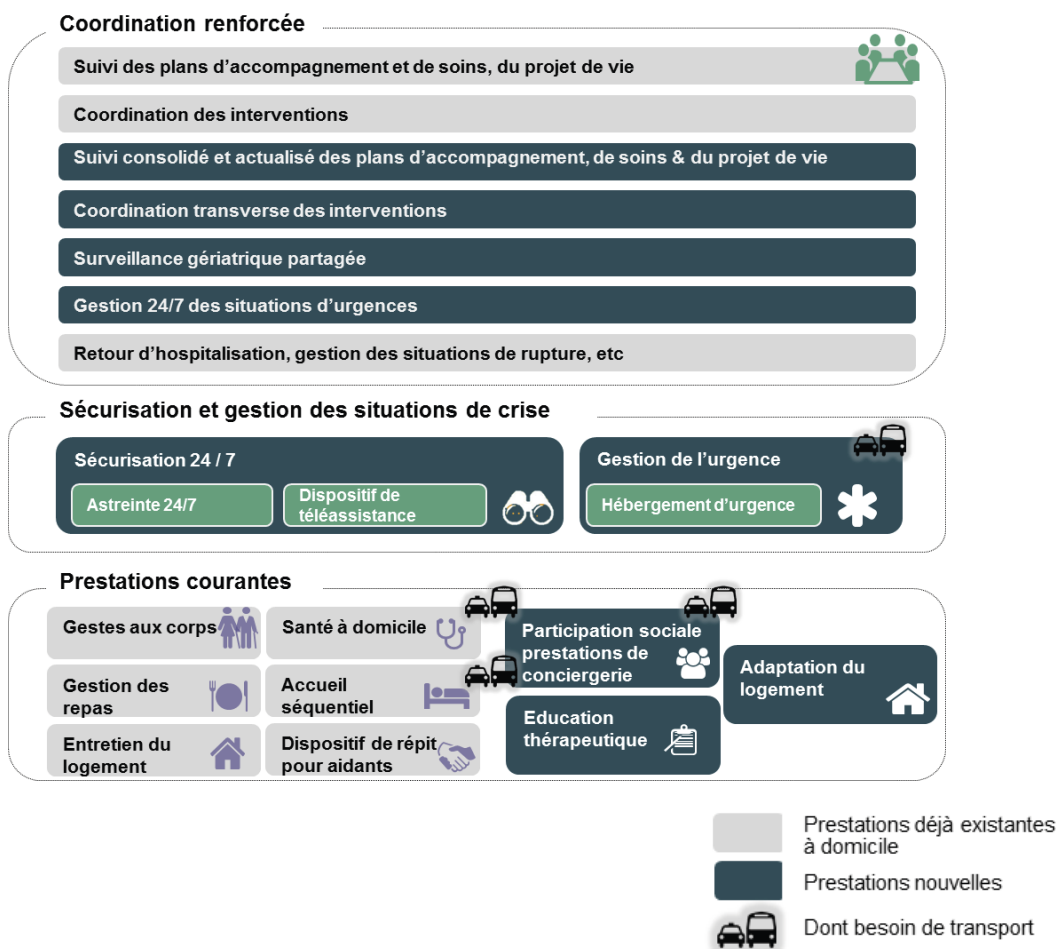 Coordination renforcée
Suivi des plans d'accompagnement et de soins, du projet de vie
Coordination des interventions
Suivi consolidé et actualisé des plans d'accompagnement, de soins & du projet de vie
Coordination transverse des interventions
Surveillance gériatrique partagée
Gestion 24/7 des situations d'urgences
Retour d'hospitalisation, gestion des situations de rupture, etc
Sécurisation et gestion des situations de crise
Sécurisation 24 / 7
Astreinte 24/7
Dispositif de
téléassistance
Gestion de l'urgence
Hébergement d'urgence
Prestations courantes
Gestes aux corps
Santé à domicile
Gestion des
repas
Accueil
séquentiel
Entretien du
logement
Dispositif de répit
pour aidants
Participation sociale
prestations de
conciergerie
Education
thérapeutique
Adaptation du
logement
Prestations déjà existantes
à domicile
Prestations nouvelles
Dont besoin de transport